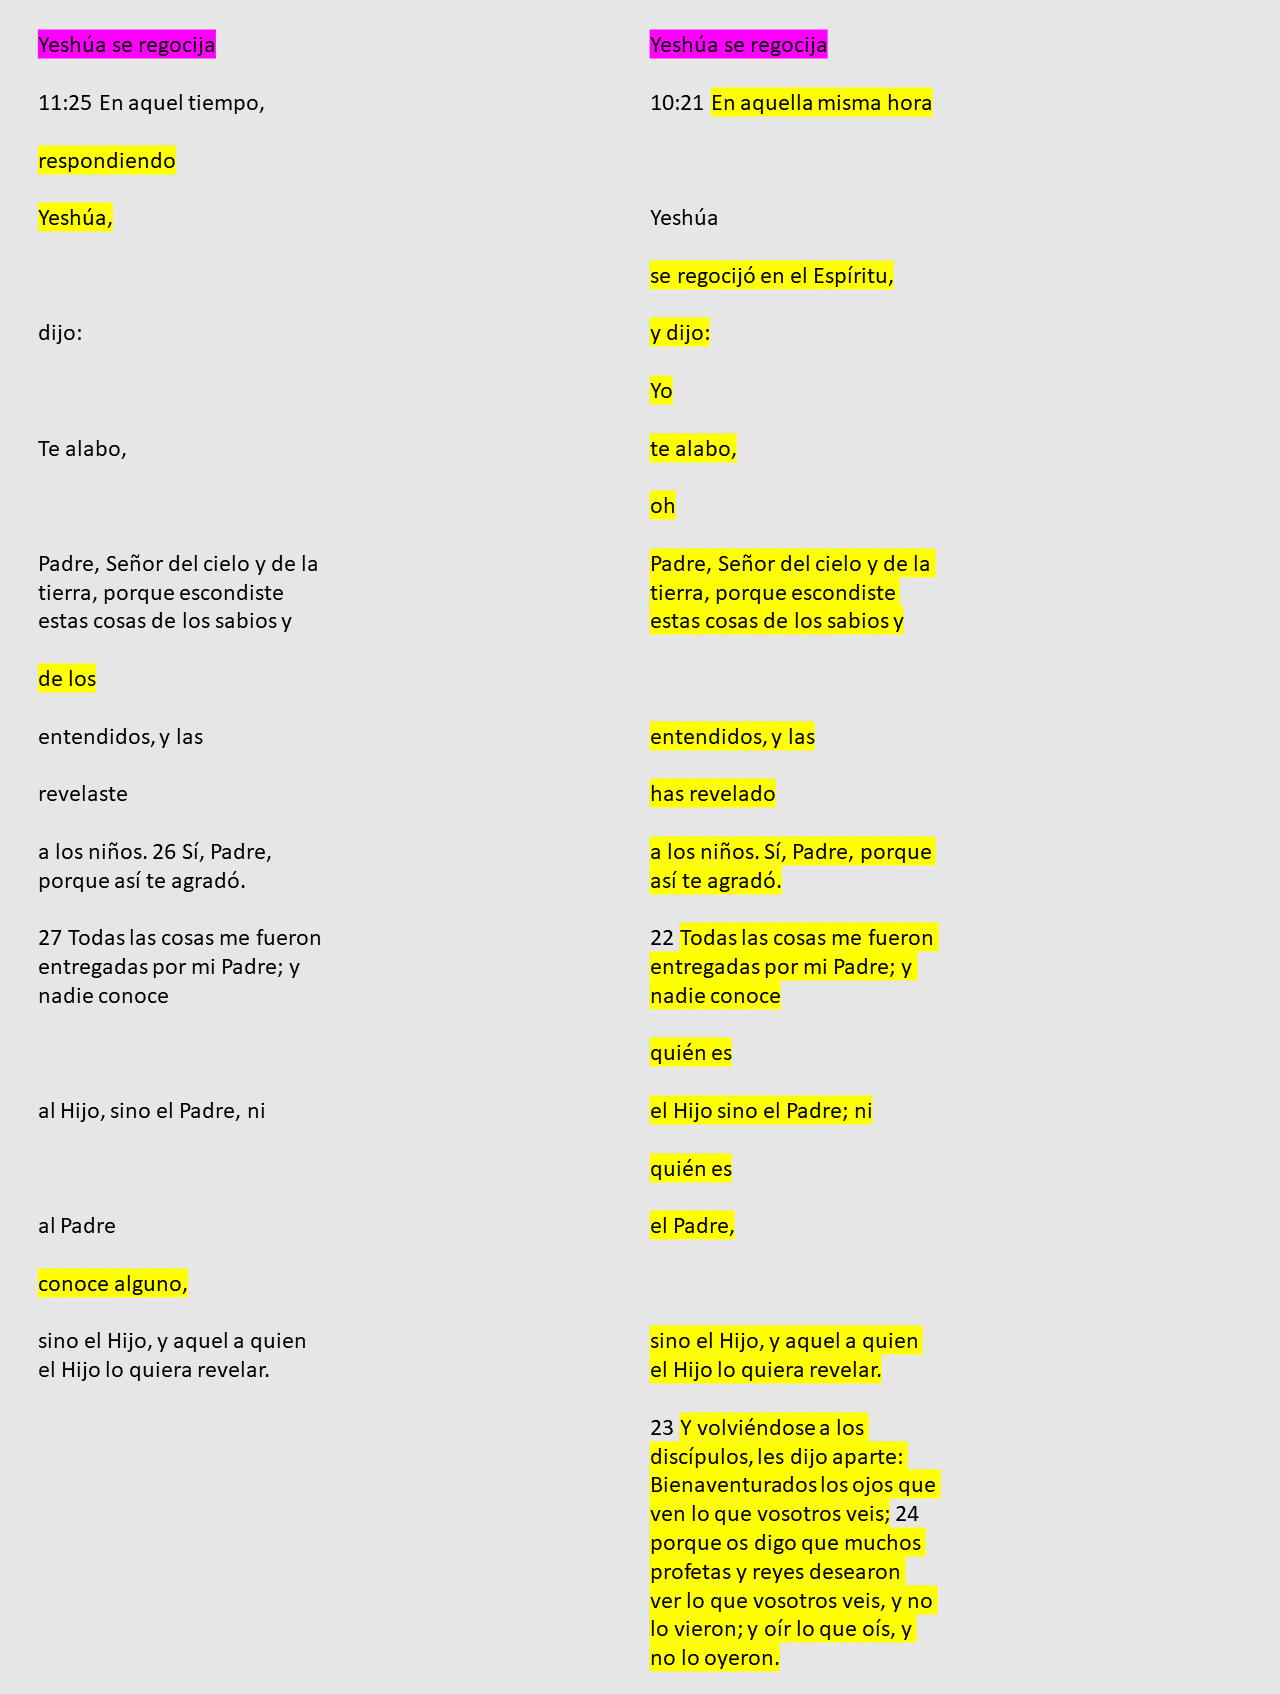 Yeshúa se regocija
11:25 En aquel tiempo,
respondiendo
Yeshúa,
dijo:
Te alabo,
Padre, Señor del cielo y de la
tierra, porque escondiste
estas cosas de los sabios y
de los
entendidos, y las
revelaste
a los niños. 26 Sí, Padre,
porque así te agradó.
27 Todas las cosas me fueron
entregadas por mi Padre; y
nadie conoce
al Hijo, sino el Padre, ni
al Padre
conoce alguno,
sino el Hijo, y aquel a quien
el Hijo lo quiera revelar.
Yeshúa se regocija
10:21 En aquella misma hora
Yeshúa
se regocijó en el Espíritu,
y dijo:
Yo
te alabo,
oh
Padre, Señor del cielo y de la
tierra, porque escondiste
estas cosas de los sabios y
entendidos, y las
has revelado
a los niños. Sí, Padre, porque
así te agradó.
22 Todas las cosas me fueron
entregadas por mi Padre; y
nadie conoce
quién es
el Hijo sino el Padre; ni
quién es
el Padre,
sino el Hijo, y aquel a quien
el Hijo lo quiera revelar.
23 Y volviéndose a los
discípulos, les dijo aparte:
Bienaventurados los ojos que
ven lo que vosotros veis; 24
porque os digo que muchos
profetas y reyes desearon
ver lo que vosotros veis, y no
lo vieron; y oír lo que oís, y
no lo oyeron.